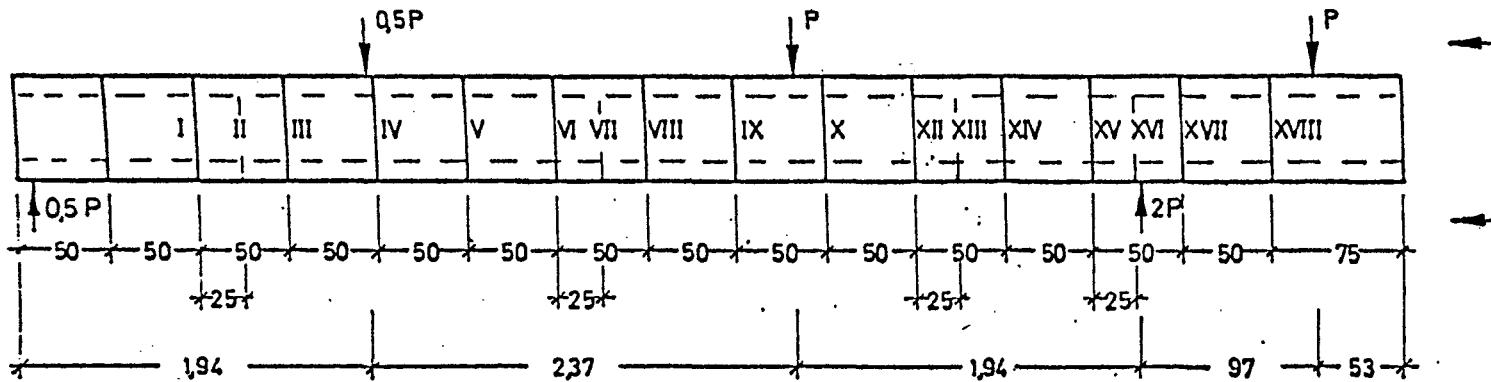 0,5P P P
I II III IV V VI VII VIII IX X XII XIII XIV XV XVI XVII XVIII
0,5 P 2P
50 50 50 50 50 50 50 50 50 50 50 50 50 50 75
25 25 25 25
1,94 2,37 1,94 97 53